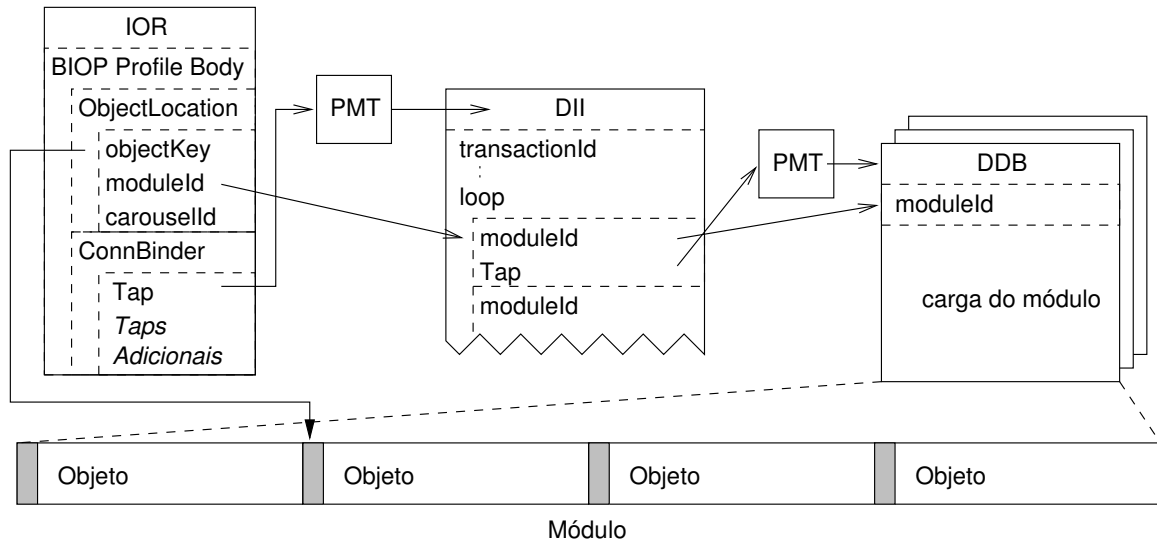 IOR
BIOP Profile Body
ObjectLocation
objectKey
moduleId
carouselId
ConnBinder
Tap
Taps
Adicionais
PMT
DII
transactionId
loop
moduleId
Tap
moduleId
PMT
DDB
moduleId
carga do módulo
Objeto
Objeto
Objeto
Objeto
Módulo